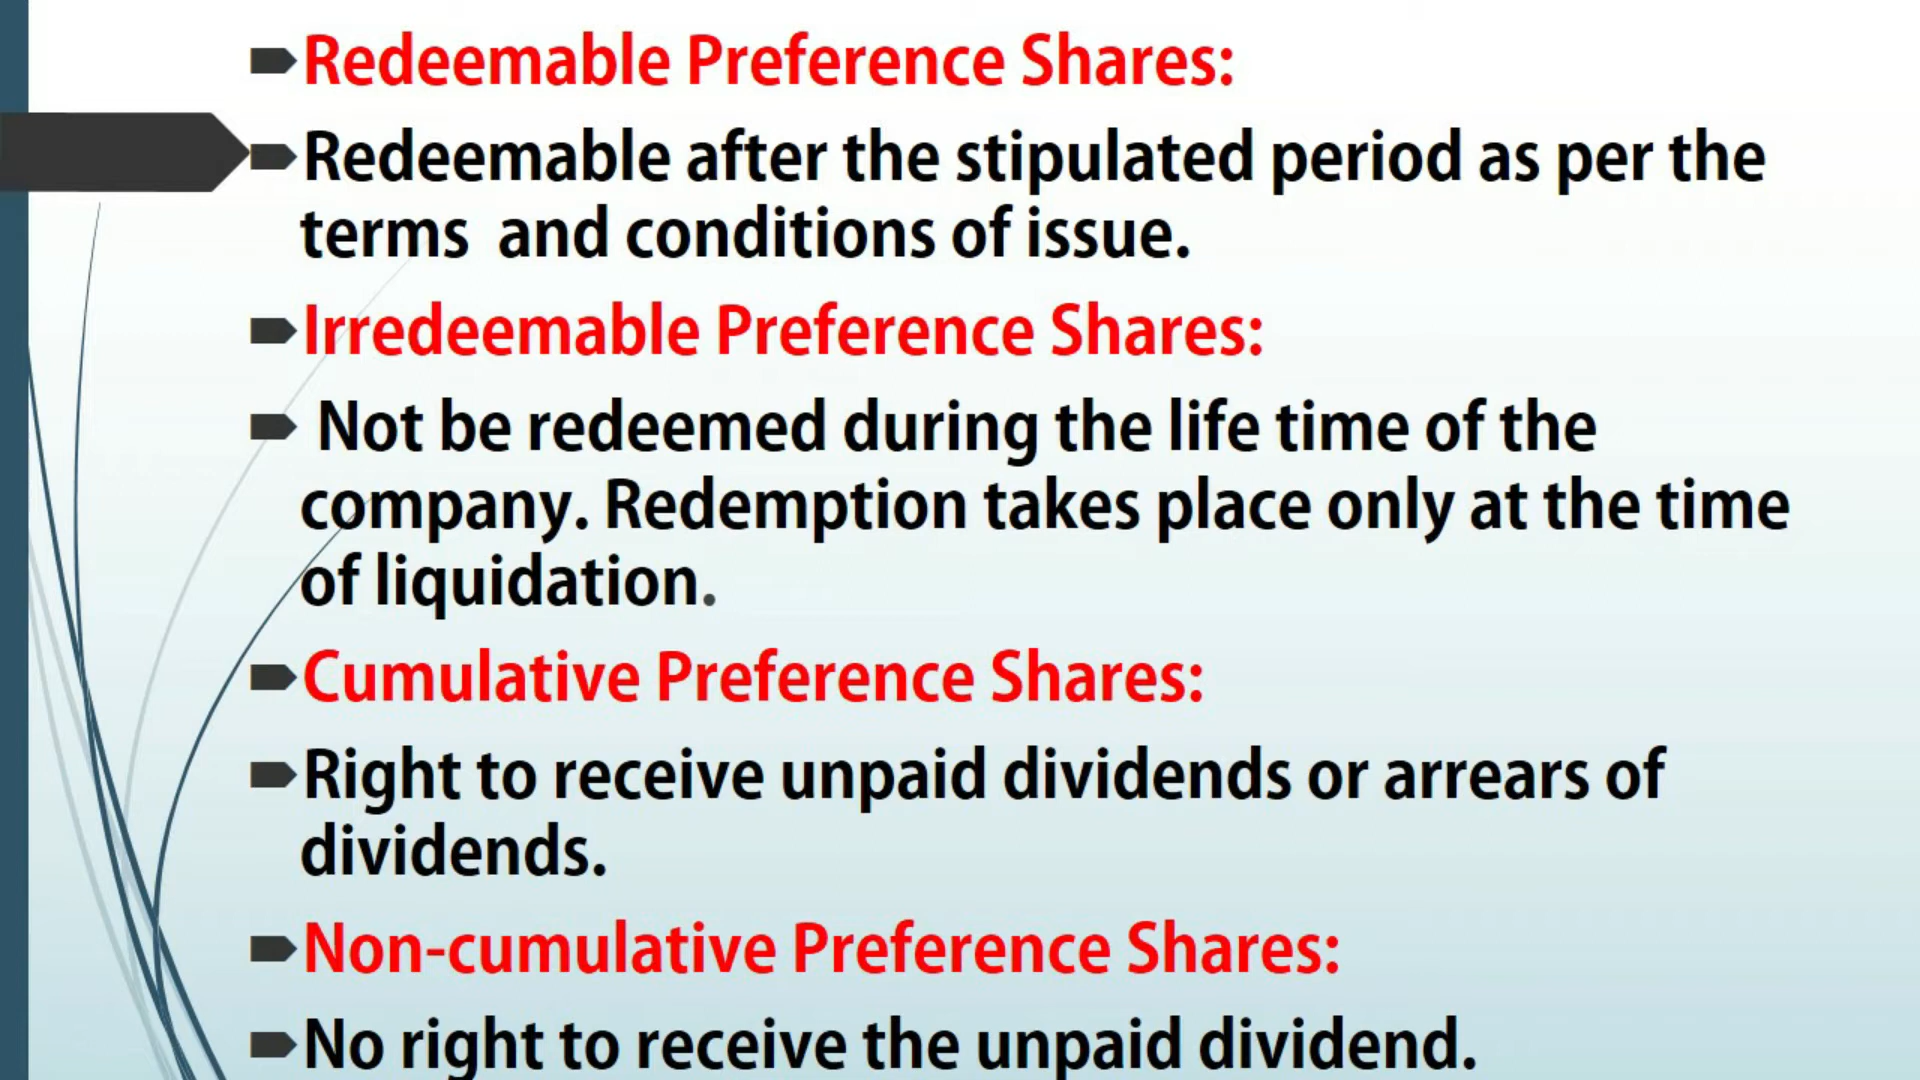 Redeemable Preference Shares:
Redeemable after the stipulated period as per the
terms  and conditions of issue.
Irredeemable Preference Shares:
Not be redeemed during the life time of the
company. Redemption takes place only at the time
of liquidation.
Cumulative Preference Shares:
Right to receive unpaid dividends or arrears of
dividends.
Non-cumulative Preference Shares:
No right to receive the unpaid dividend.